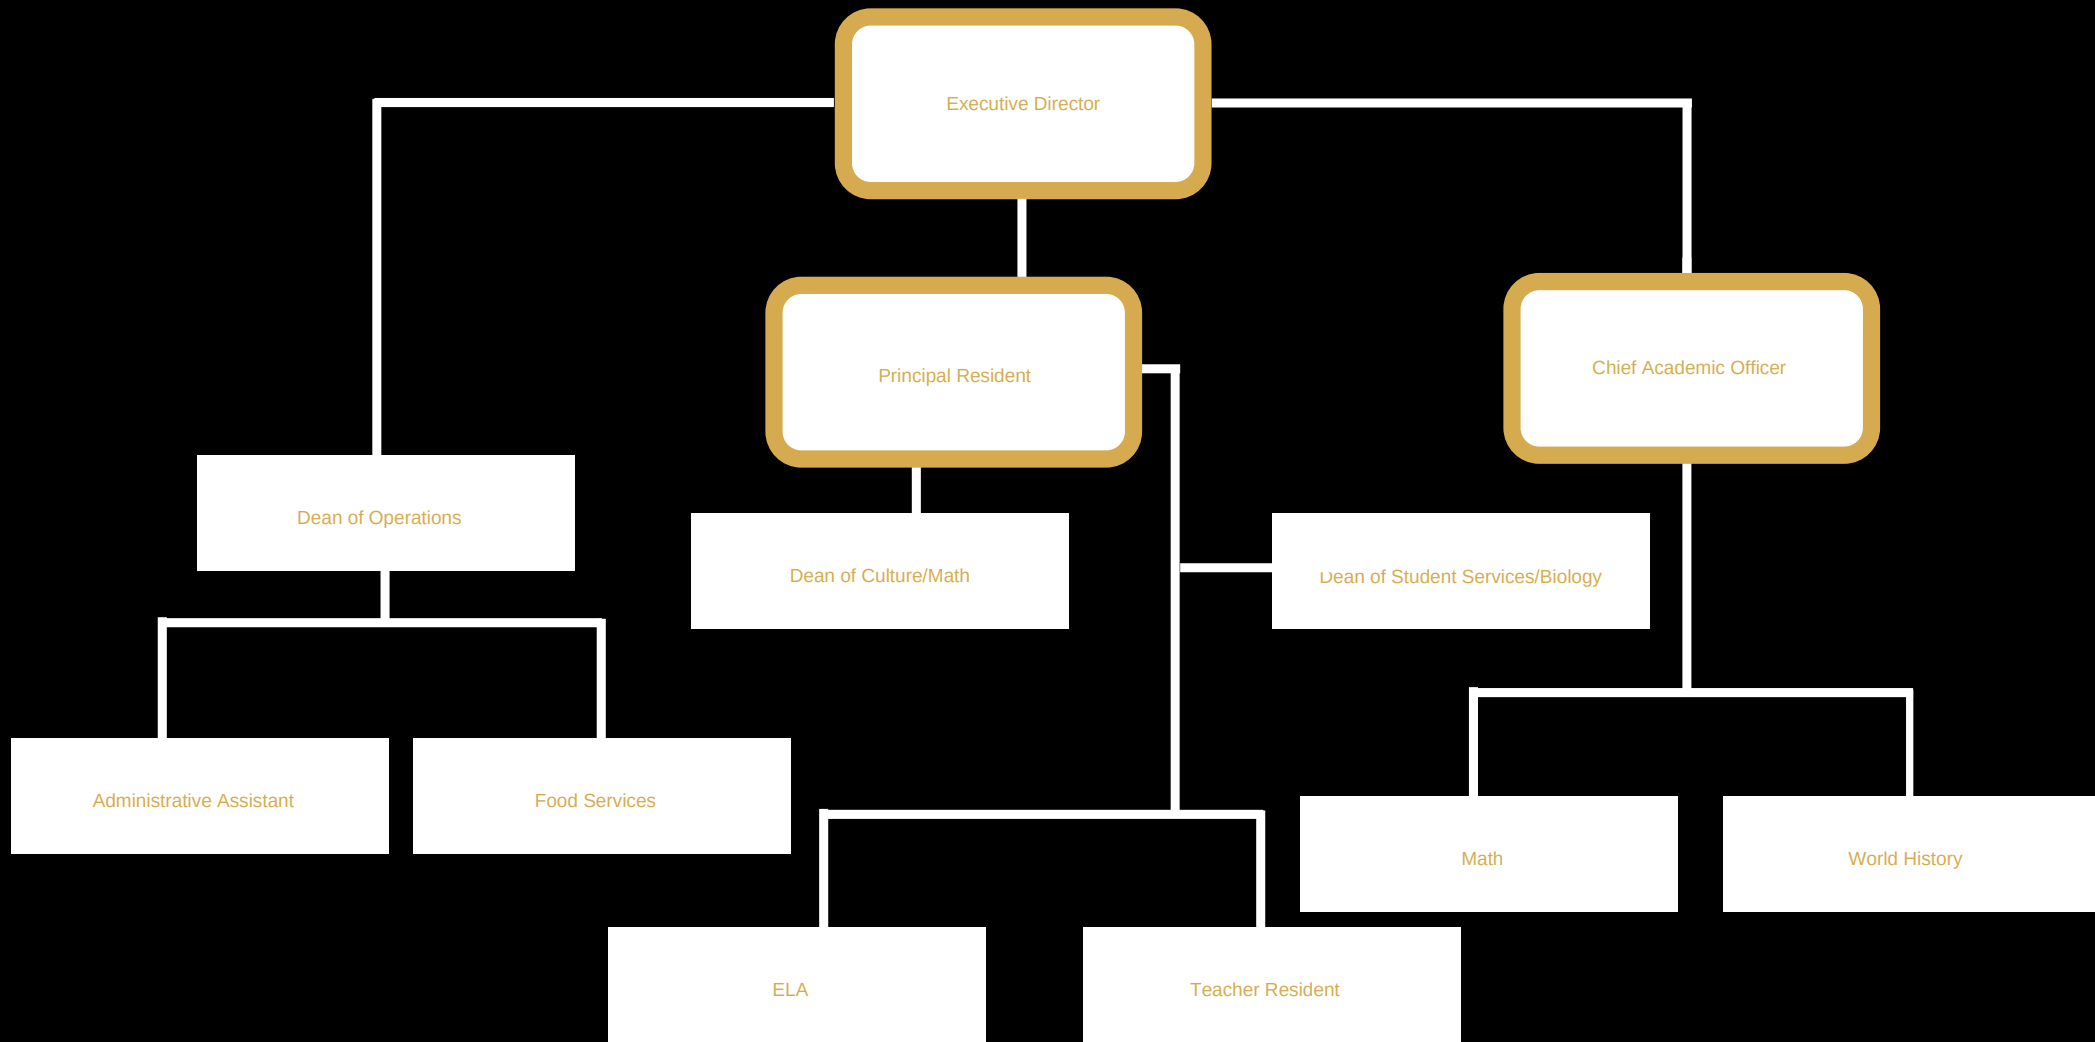 Executive Director
Principal Resident
Chief Academic Officer
Dean of Operations
Dean of Culture/Math
Dean of Student Services/Biology
Administrative Assistant
Food Services
Math
World History
ELA
Teacher Resident